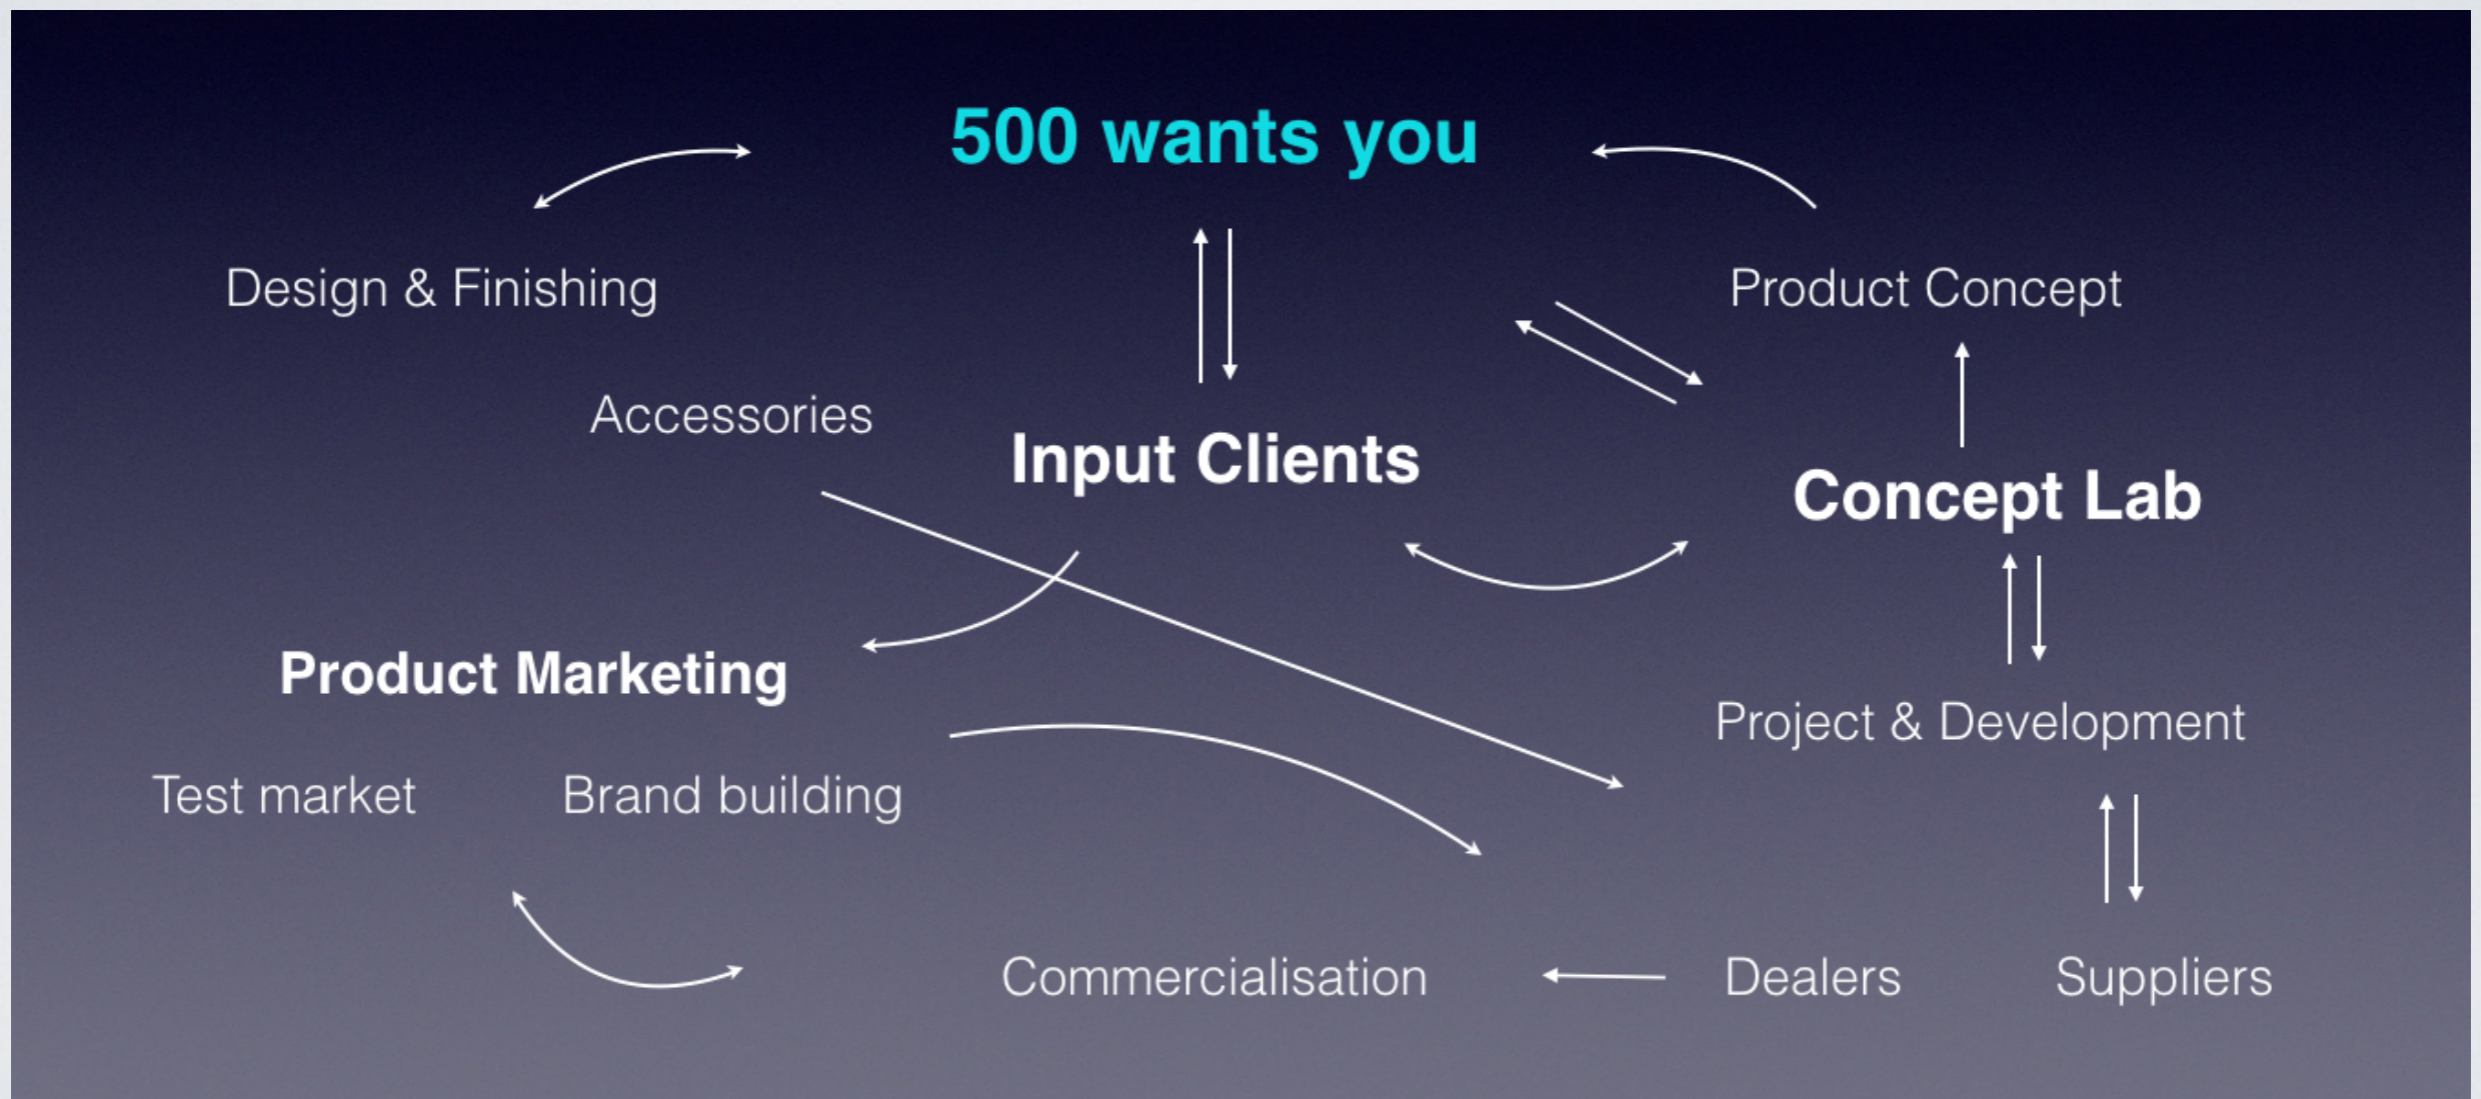 500 wants you
Design & Finishing
Product Concept
Accessories
Input Clients
Concept Lab
Product Marketing
Project & Development
Test market
Brand building
Commercialisation
Dealers
Suppliers